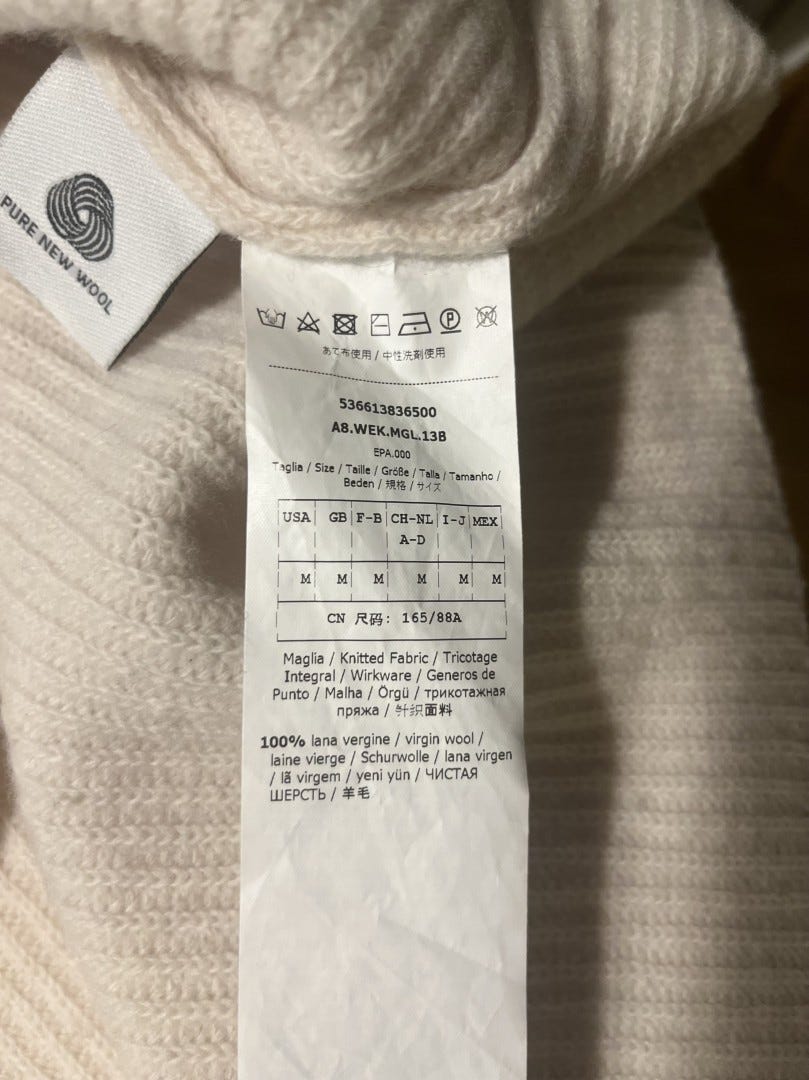 PURE NEW WOOL
P
W
あて布使用 / 中性洗剤使用
536613836500
A8.WEK.MGL.13B
EPA.000
Taglia / Size / Taille / Größe / Talla / Tamanho /
Beden / 規格 / サイズ
USA GB F-B CH-NL I-J MEX
A-D
M M M M M M
CN 尺码: 165/88A
Maglia / Knitted Fabric / Tricotage
Integral / Wirkware / Generos de
Punto / Malha / Örgü / трикотажная
пряжа / 针织面料
100% lana vergine / virgin wool /
laine vierge / Schurwolle / lana virgen
/ lã virgem / yeni yün / ЧИСТАЯ
ШЕРСТЬ / 羊毛